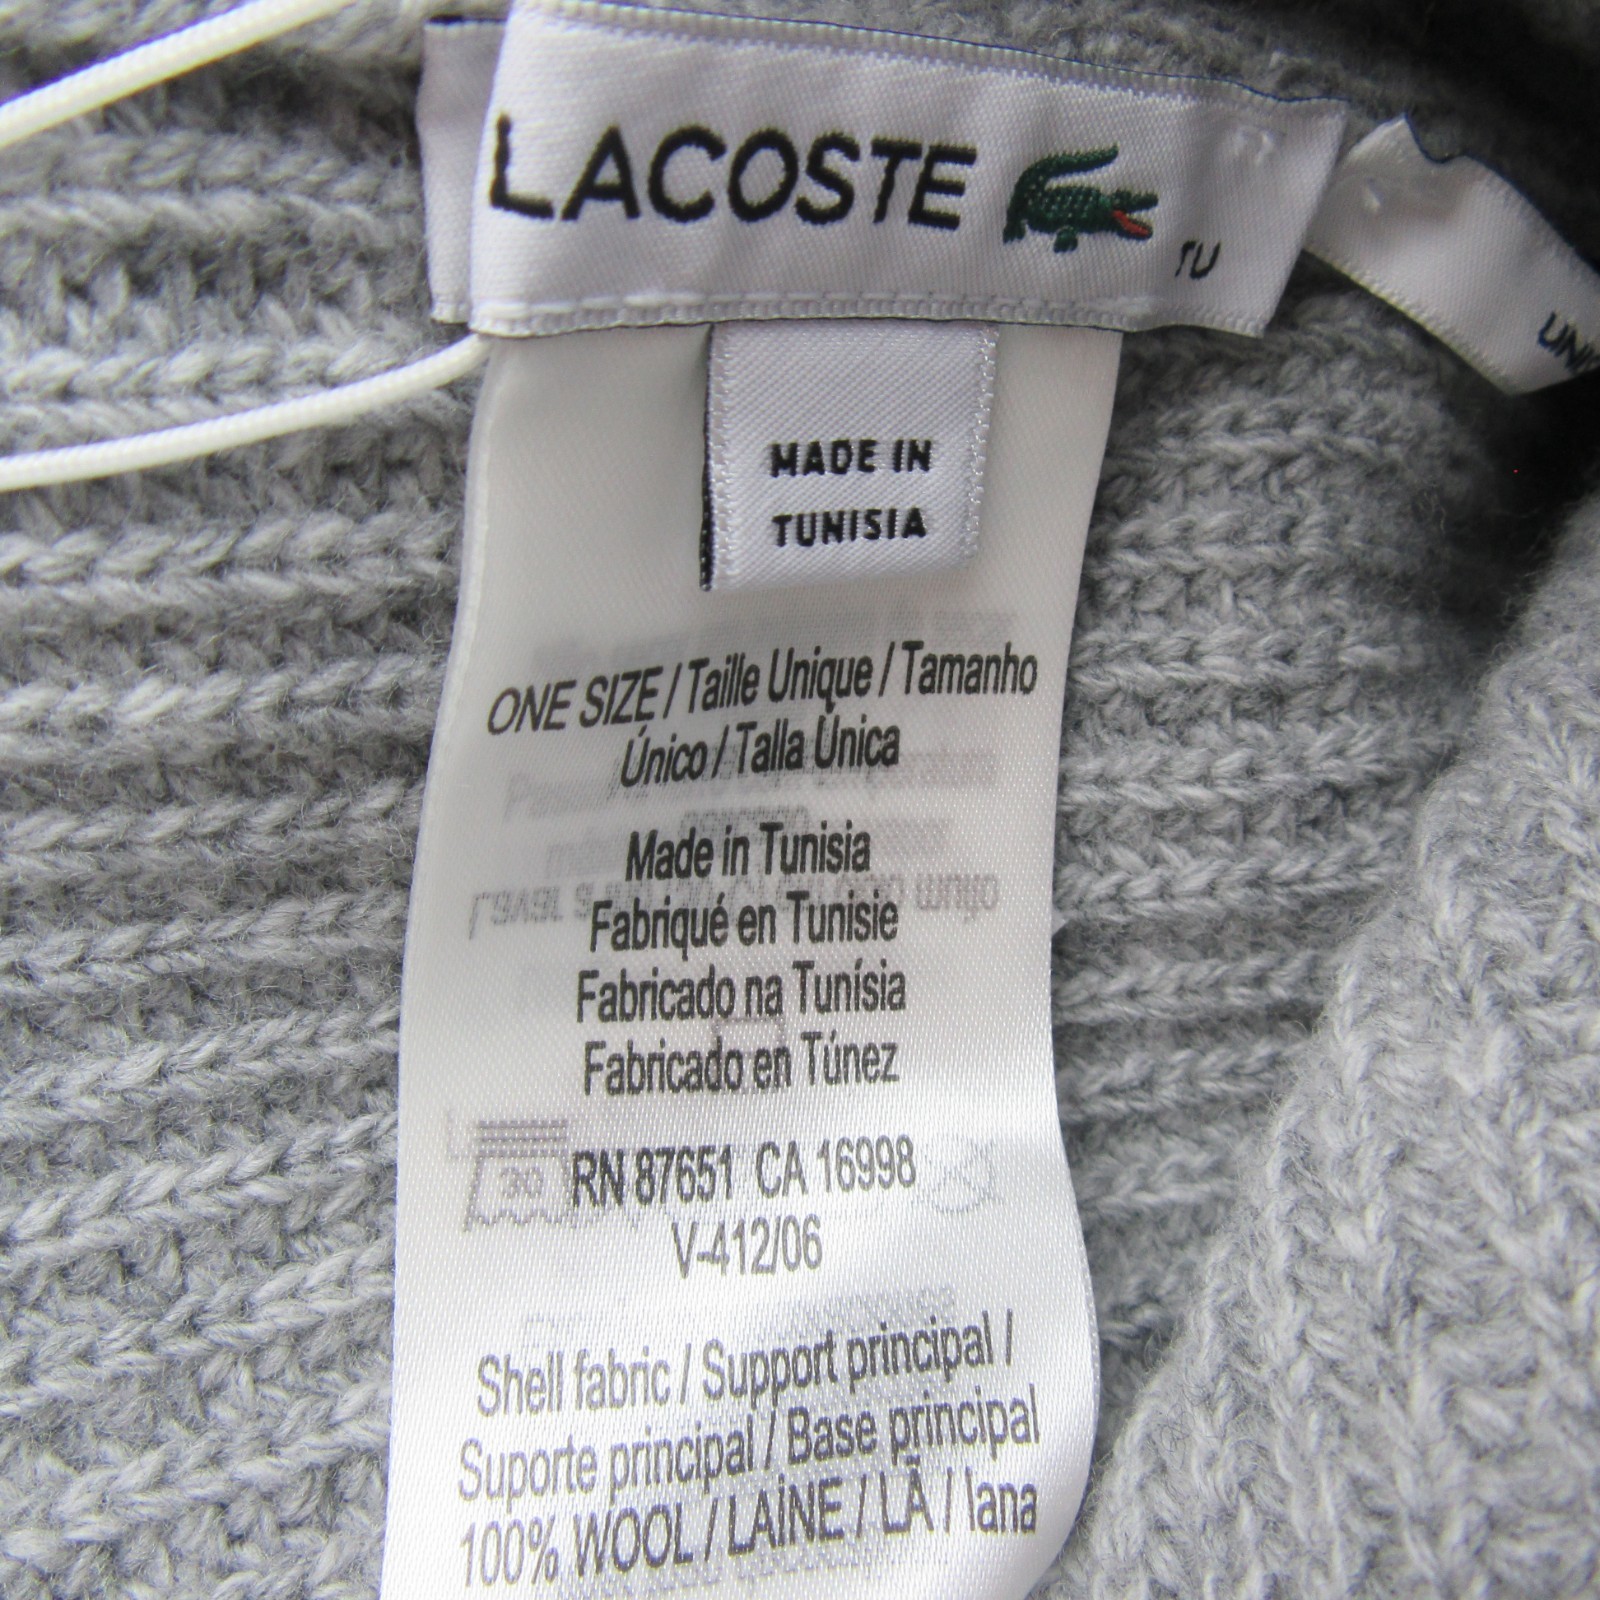 LACOSTE
TU
MADE IN
TUNISIA
ONE SIZE / Taille Unique / Tamanho
Único / Talla Única
Made in Tunisia
Fabriqué en Tunisie
Fabricado na Tunísia
Fabricado en Túnez
30
RN 87651 CA 16998
V-412/06
Shell fabric / Support principal /
Suporte principal / Base principal
100% WOOL / LAINE / LÃ / lana